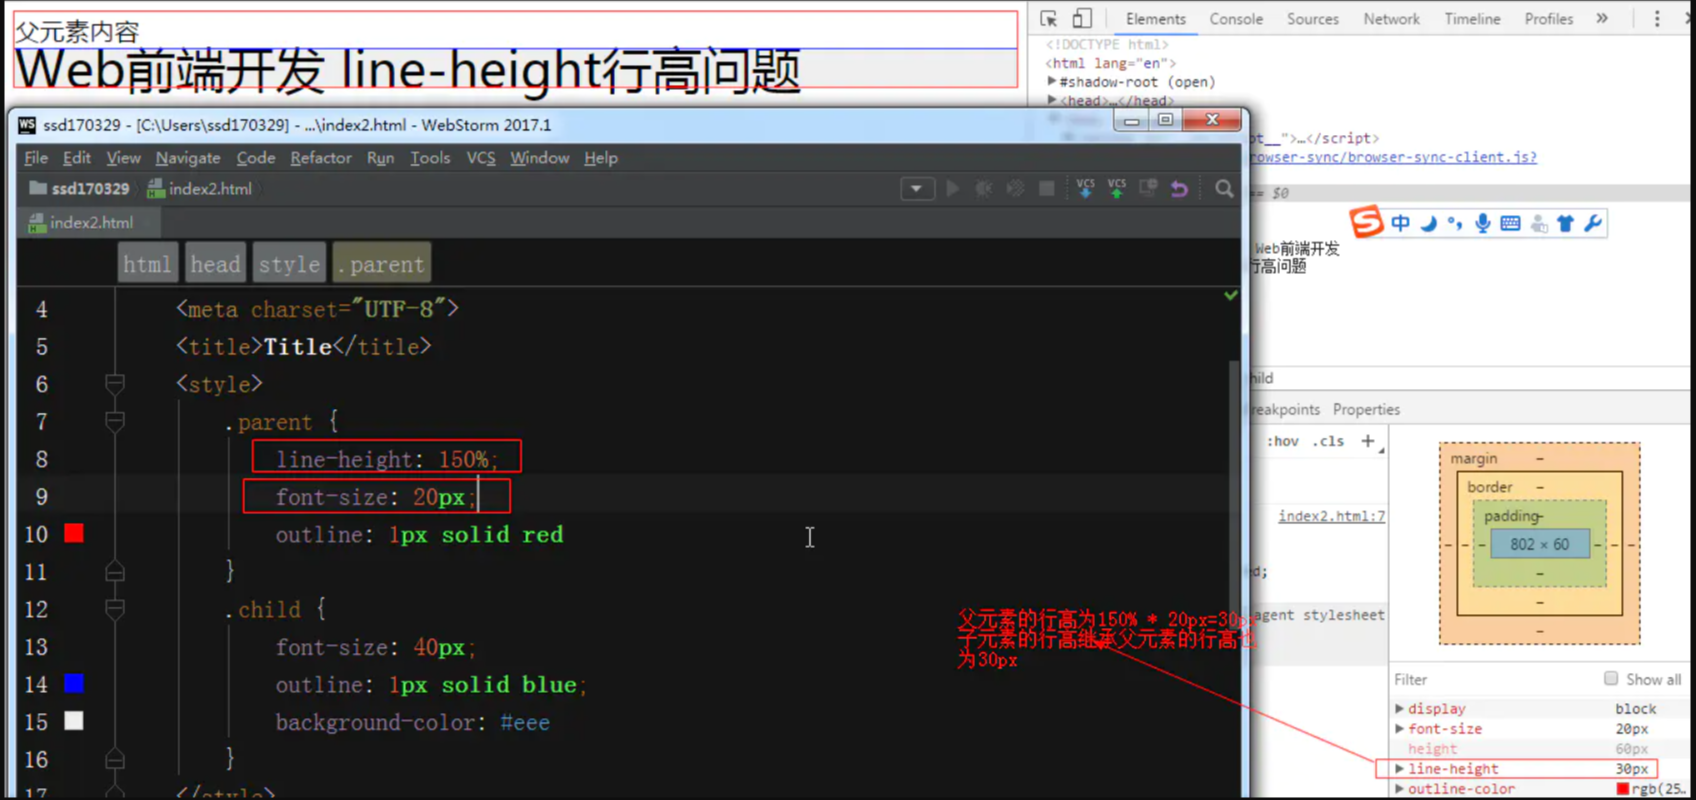 父元素内容
Web前端开发 line-height行高问题
Elements Console Sources Network Timeline Profiles »
<!DOCTYPE html>
<html lang="en">
▶#shadow-root (open)
▶<head>…</head>
WS ssd170329 - [C:\Users\ssd170329] - ...\index2.html - WebStorm 2017.1
ot__">…</script>
File Edit View Navigate Code Refactor Run Tools VCS Window Help
rowser-sync/browser-sync-client.js?
ssd170329 index2.html
VCS VCS
== $0
index2.html
S 中
Web前端开发
行高问题
html head style .parent
4 <meta charset="UTF-8">
5 <title>Title</title>
6 <style>
7 .parent {
8 line-height: 150%;
9 font-size: 20px;
10 outline: 1px solid red
11 }
12 .child {
13 font-size: 40px;
14 outline: 1px solid blue;
15 background-color: #eee
16 }
17 </style>
父元素的行高为150% * 20px=30px
子元素的行高继承父元素的行高也
为30px
hild
reakpoints Properties
:hov .cls +
index2.html:7
d;
agent stylesheet
margin –
border –
padding –
802 × 60
Filter Show all
▶ display block
▶ font-size 20px
height 60px
▶ line-height 30px
▶ outline-color rgb(25…